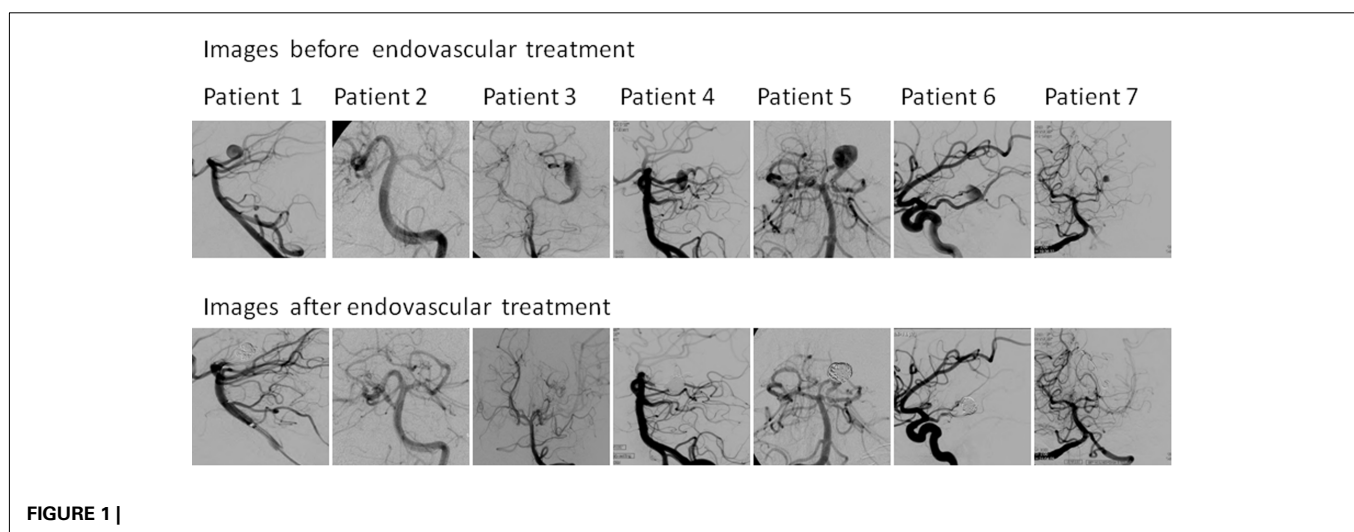 Images before endovascular treatment
Patient 1 Patient 2 Patient 3 Patient 4 Patient 5 Patient 6 Patient 7
Images after endovascular treatment
FIGURE 1 |